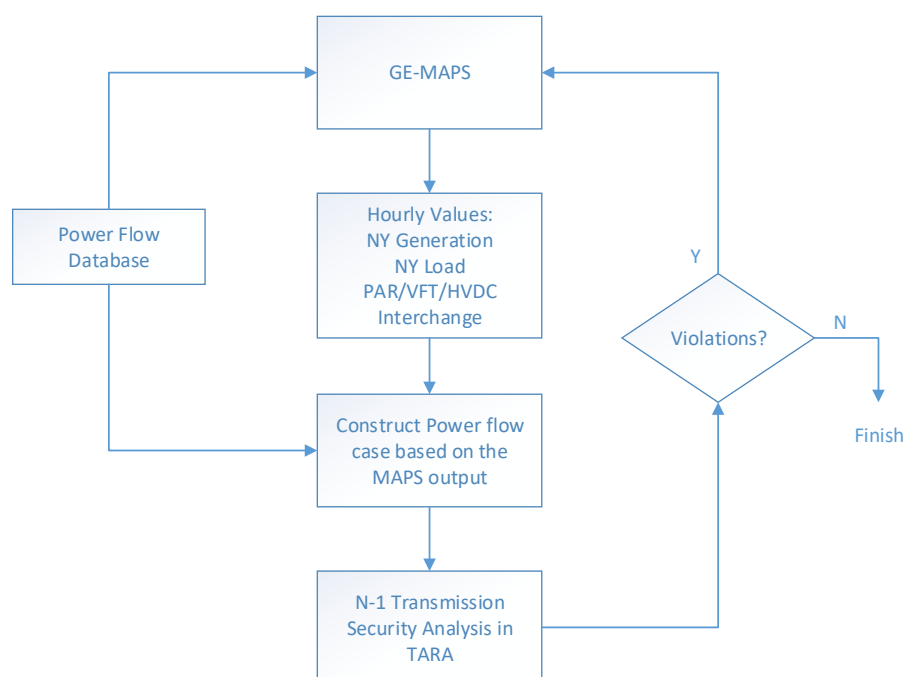 GE-MAPS
Power Flow
Database
Hourly Values:
NY Generation
NY Load
PAR/VFT/HVDC
Interchange
Y
Violations?
N
Finish
Construct Power flow
case based on the
MAPS output
N-1 Transmission
Security Analysis in
TARA